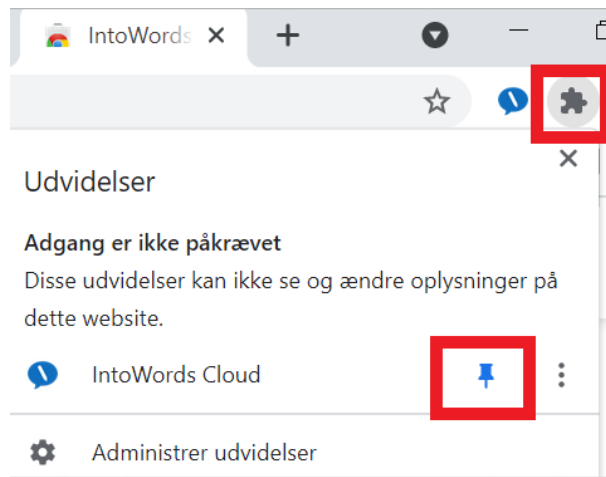 IntoWords
Udvidelser
Adgang er ikke påkrævet
Disse udvidelser kan ikke se og ændre oplysninger på
dette website.
IntoWords Cloud
Administrer udvidelser